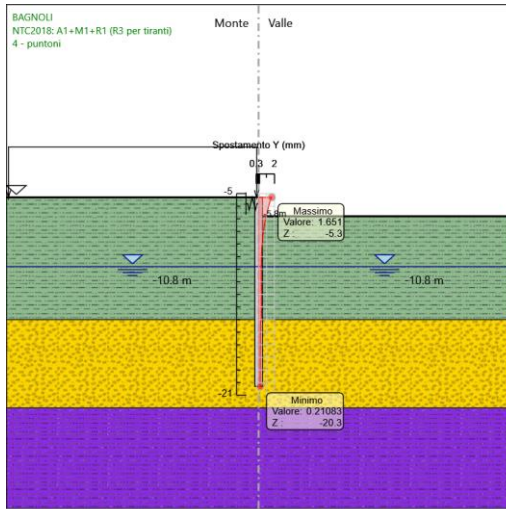 BAGNOLI
NTC2018: A1+M1+R1 (R3 per tiranti)
4 - puntoni
Monte
Valle
Spostamento Y (mm)
0.3 2
-5
-5.8m
Massimo
Valore: 1.651
Z : -5.3
-10.8 m
-10.8 m
-21
Minimo
Valore: 0.21083
Z : -20.3